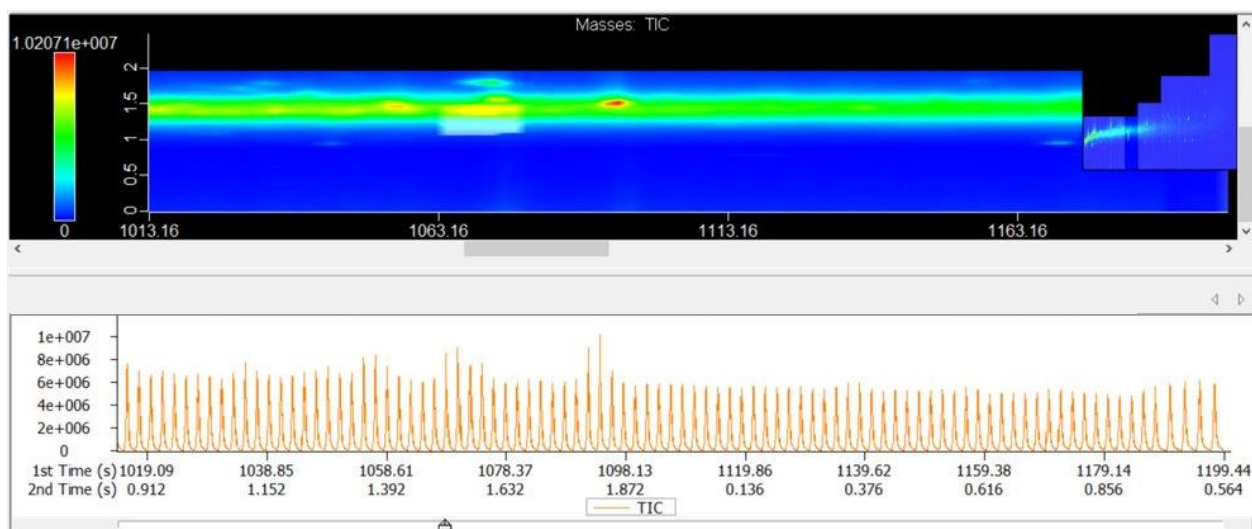 Masses: TIC
1.02071e+007
0
2
1.5
1
0.5
0
1013.16 1063.16 1113.16 1163.16
1e+007
8e+006
6e+006
4e+006
2e+006
0
1st Time (s) 1019.09 1038.85 1058.61 1078.37 1098.13 1119.86 1139.62 1159.38 1179.14 1199.44
2nd Time (s) 0.912 1.152 1.392 1.632 1.872 0.136 0.376 0.616 0.856 0.564
TIC